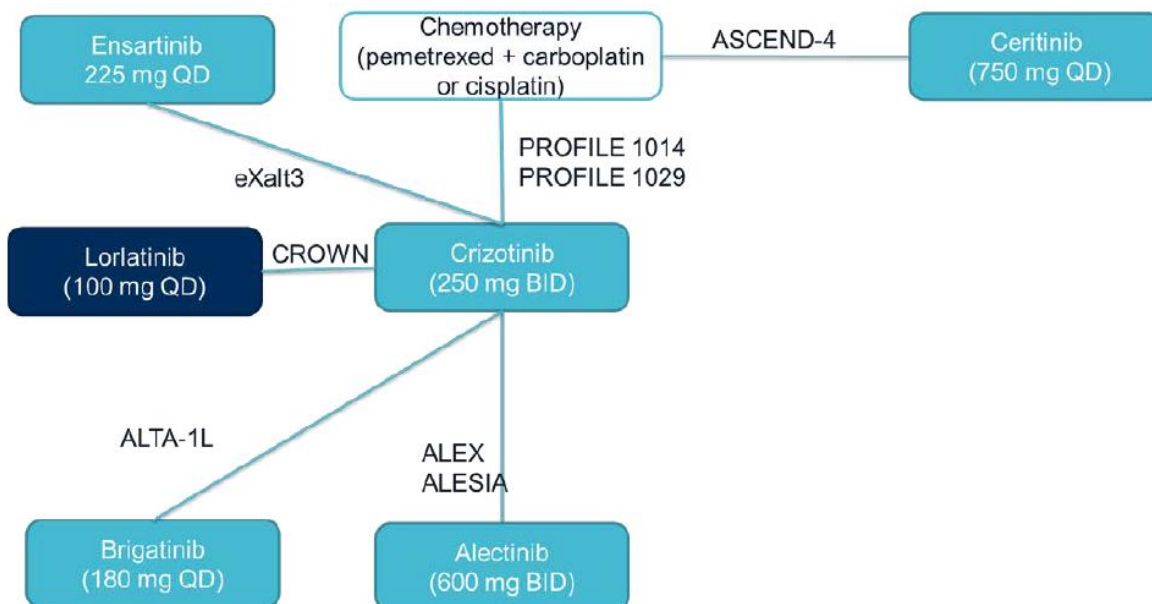 Ensartinib
225 mg QD
Chemotherapy
(pemetrexed + carboplatin
or cisplatin)
ASCEND-4
Ceritinib
(750 mg QD)
eXalt3
PROFILE 1014
PROFILE 1029
Lorlatinib
(100 mg QD)
CROWN
Crizotinib
(250 mg BID)
ALTA-1L
ALEX
ALESIA
Brigatinib
(180 mg QD)
Alectinib
(600 mg BID)